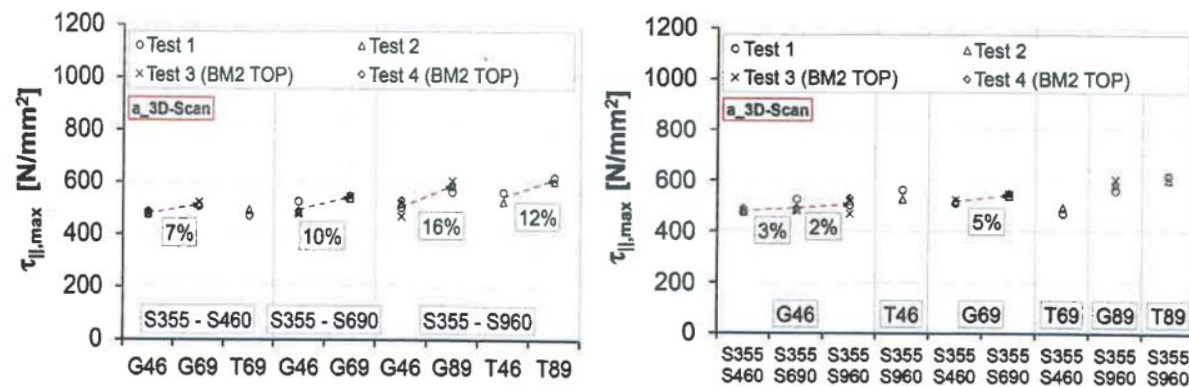 1200
1000
800
600
400
200
0
τ||,max [N/mm²]
○ Test 1
△ Test 2
× Test 3 (BM2 TOP)
◇ Test 4 (BM2 TOP)
a_3D-Scan
7%
10%
16%
12%
S355 - S460
S355 - S690
S355 - S960
G46 G69 T69 G46 G69 G46 G89 T46 T89
1200
1000
800
600
400
200
0
τ||,max [N/mm²]
○ Test 1
△ Test 2
× Test 3 (BM2 TOP)
◇ Test 4 (BM2 TOP)
a_3D-Scan
3%
2%
5%
G46
T46
G69
T69
G89
T89
S355 S355 S355 S355 S355 S355 S355 S355 S355
S460 S690 S960 S960 S460 S690 S460 S960 S960